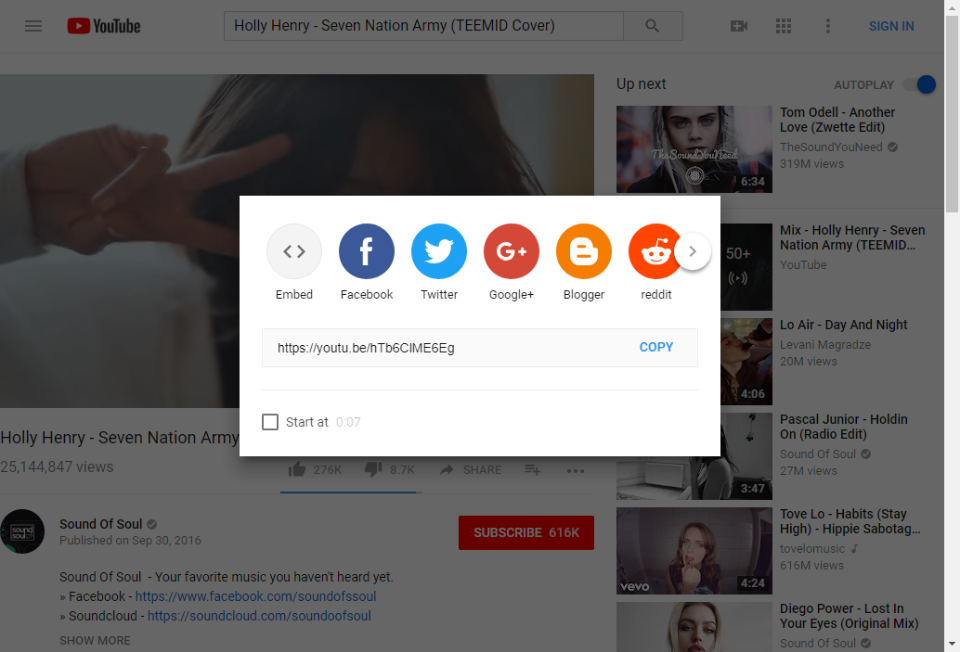 YouTube
Holly Henry - Seven Nation Army (TEEMID Cover)
SIGN IN
Up next
AUTOPLAY
TheSoundYouNeed
6:34
Tom Odell - Another
Love (Zwette Edit)
TheSoundYouNeed
319M views
50+
Mix - Holly Henry - Seven
Nation Army (TEEMID...
YouTube
4:06
Lo Air - Day And Night
Levani Magradze
20M views
3:47
Pascal Junior - Holdin
On (Radio Edit)
Sound Of Soul
27M views
vevo
4:24
Tove Lo - Habits (Stay
High) - Hippie Sabotag...
tovelomusic
616M views
Diego Power - Lost In
Your Eyes (Original Mix)
Sound Of Soul
Embed
Facebook
Twitter
G+
Google+
Blogger
reddit
https://youtu.be/hTb6CIME6Eg
COPY
Start at 0:07
Holly Henry - Seven Nation Army
25,144,847 views
276K
8.7K
SHARE
sound
soul
Sound Of Soul
Published on Sep 30, 2016
SUBSCRIBE 616K
Sound Of Soul - Your favorite music you haven't heard yet.
» Facebook - https://www.facebook.com/soundofssoul
» Soundcloud - https://soundcloud.com/soundoofsoul
SHOW MORE